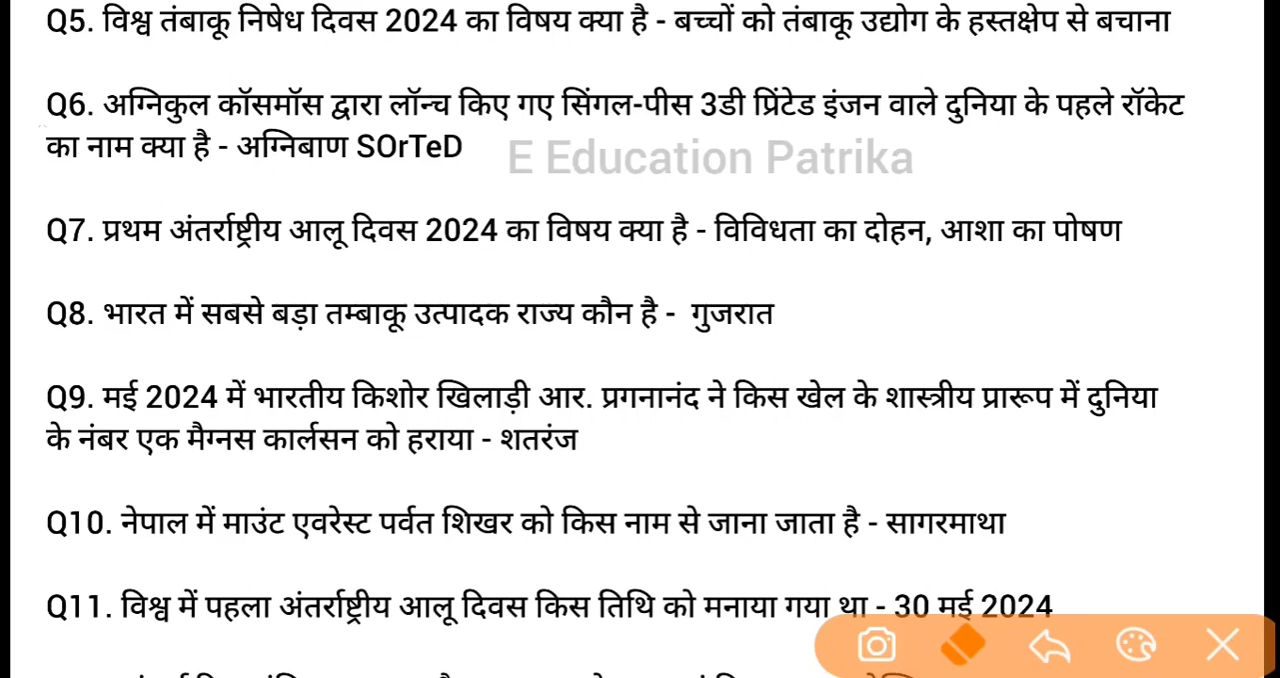 Q5. विश्व तंबाकू निषेध दिवस 2024 का विषय क्या है - बच्चों को तंबाकू उद्योग के हस्तक्षेप से बचाना
Q6. अग्निकुल कॉसमॉस द्वारा लॉन्च किए गए सिंगल-पीस 3डी प्रिंटेड इंजन वाले दुनिया के पहले रॉकेट
का नाम क्या है - अग्निबाण SOrTeD
E Education Patrika
Q7. प्रथम अंतर्राष्ट्रीय आलू दिवस 2024 का विषय क्या है - विविधता का दोहन, आशा का पोषण
Q8. भारत में सबसे बड़ा तम्बाकू उत्पादक राज्य कौन है - गुजरात
Q9. मई 2024 में भारतीय किशोर खिलाड़ी आर. प्रगनानंद ने किस खेल के शास्त्रीय प्रारूप में दुनिया
के नंबर एक मैग्नस कार्लसन को हराया - शतरंज
Q10. नेपाल में माउंट एवरेस्ट पर्वत शिखर को किस नाम से जाना जाता है - सागरमाथा
Q11. विश्व में पहला अंतर्राष्ट्रीय आलू दिवस किस तिथि को मनाया गया था - 30 मई 2024